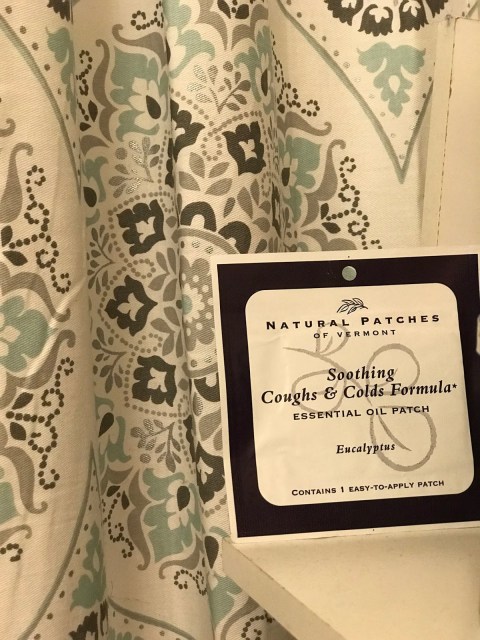 NATURAL PATCHES
OF VERMONT
Soothing
Coughs & Colds Formula*
ESSENTIAL OIL PATCH
Eucalyptus
CONTAINS 1 EASY-TO-APPLY PATCH